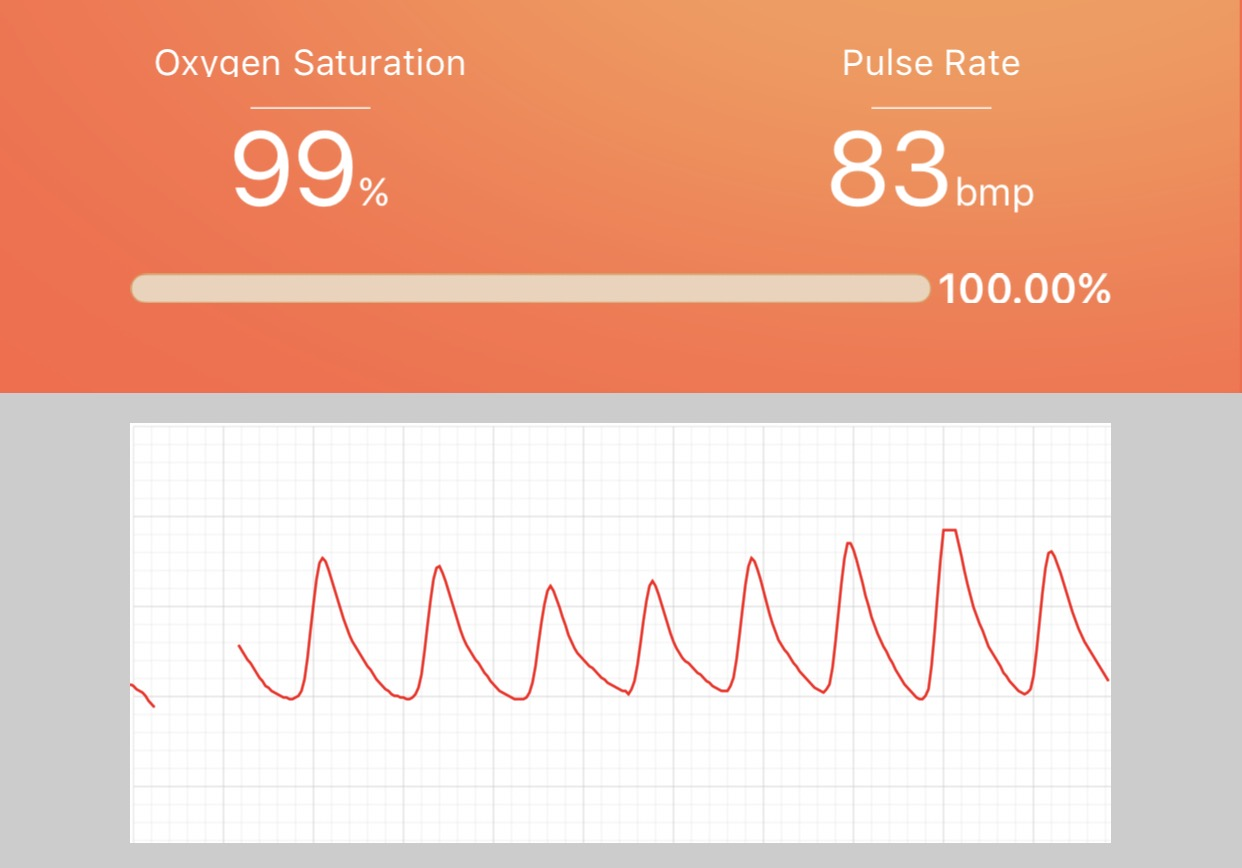 Oxygen Saturation
Pulse Rate
99%
83bmp
100.00%